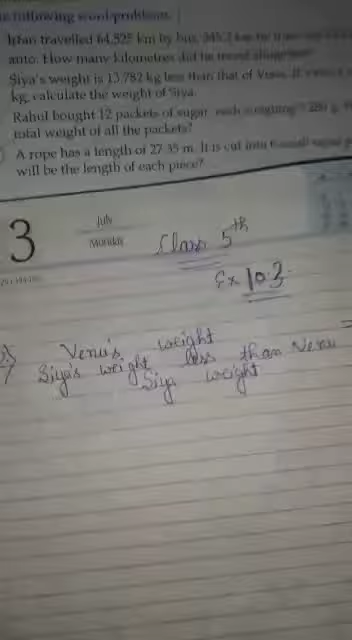 following word problems.
Irfan travelled 64.525 km by bus,
auto. How many kilometres did he travel altogether?
Siya's weight is 13.782 kg less than that of Venu. If
kg, calculate the weight of Siya.
Rahul bought 12 packets of sugar, each weighing
total weight of all the packets?
A rope has a length of 27.35 m. It is cut into
will be the length of each piece?
3
July
Monday
Class 5th
Ex 10.3
Venu's weight
Siya's weight less than Venu =
Siya weight